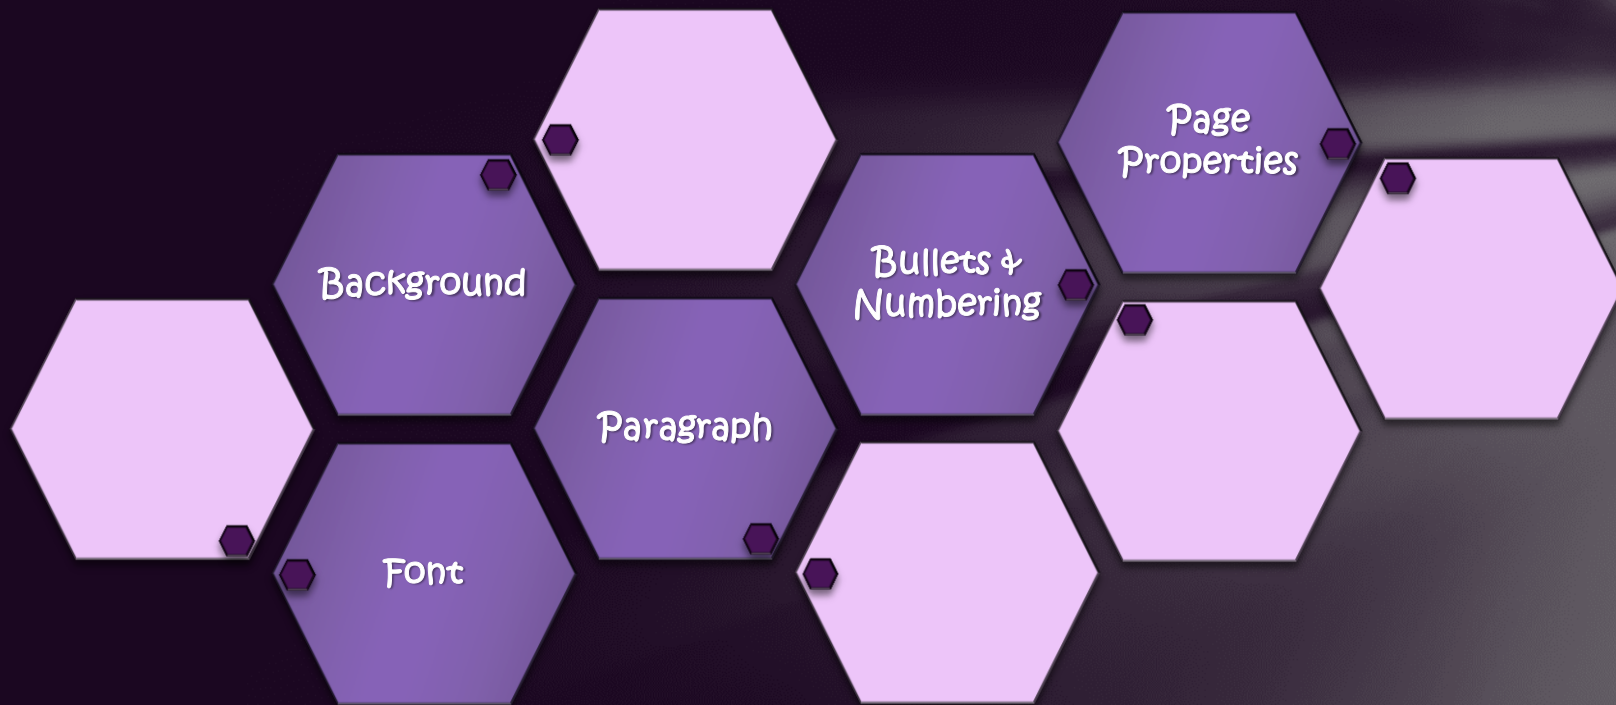 Page
Properties
Background
Bullets &
Numbering
Paragraph
Font